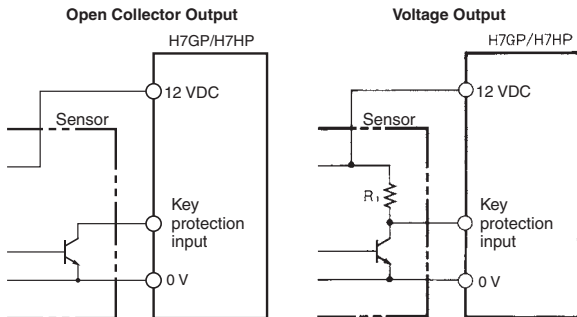 Open Collector Output
H7GP/H7HP
12 VDC
Sensor
Key
protection
input
0 V
Voltage Output
H7GP/H7HP
12 VDC
Sensor
R1
Key
protection
input
0 V